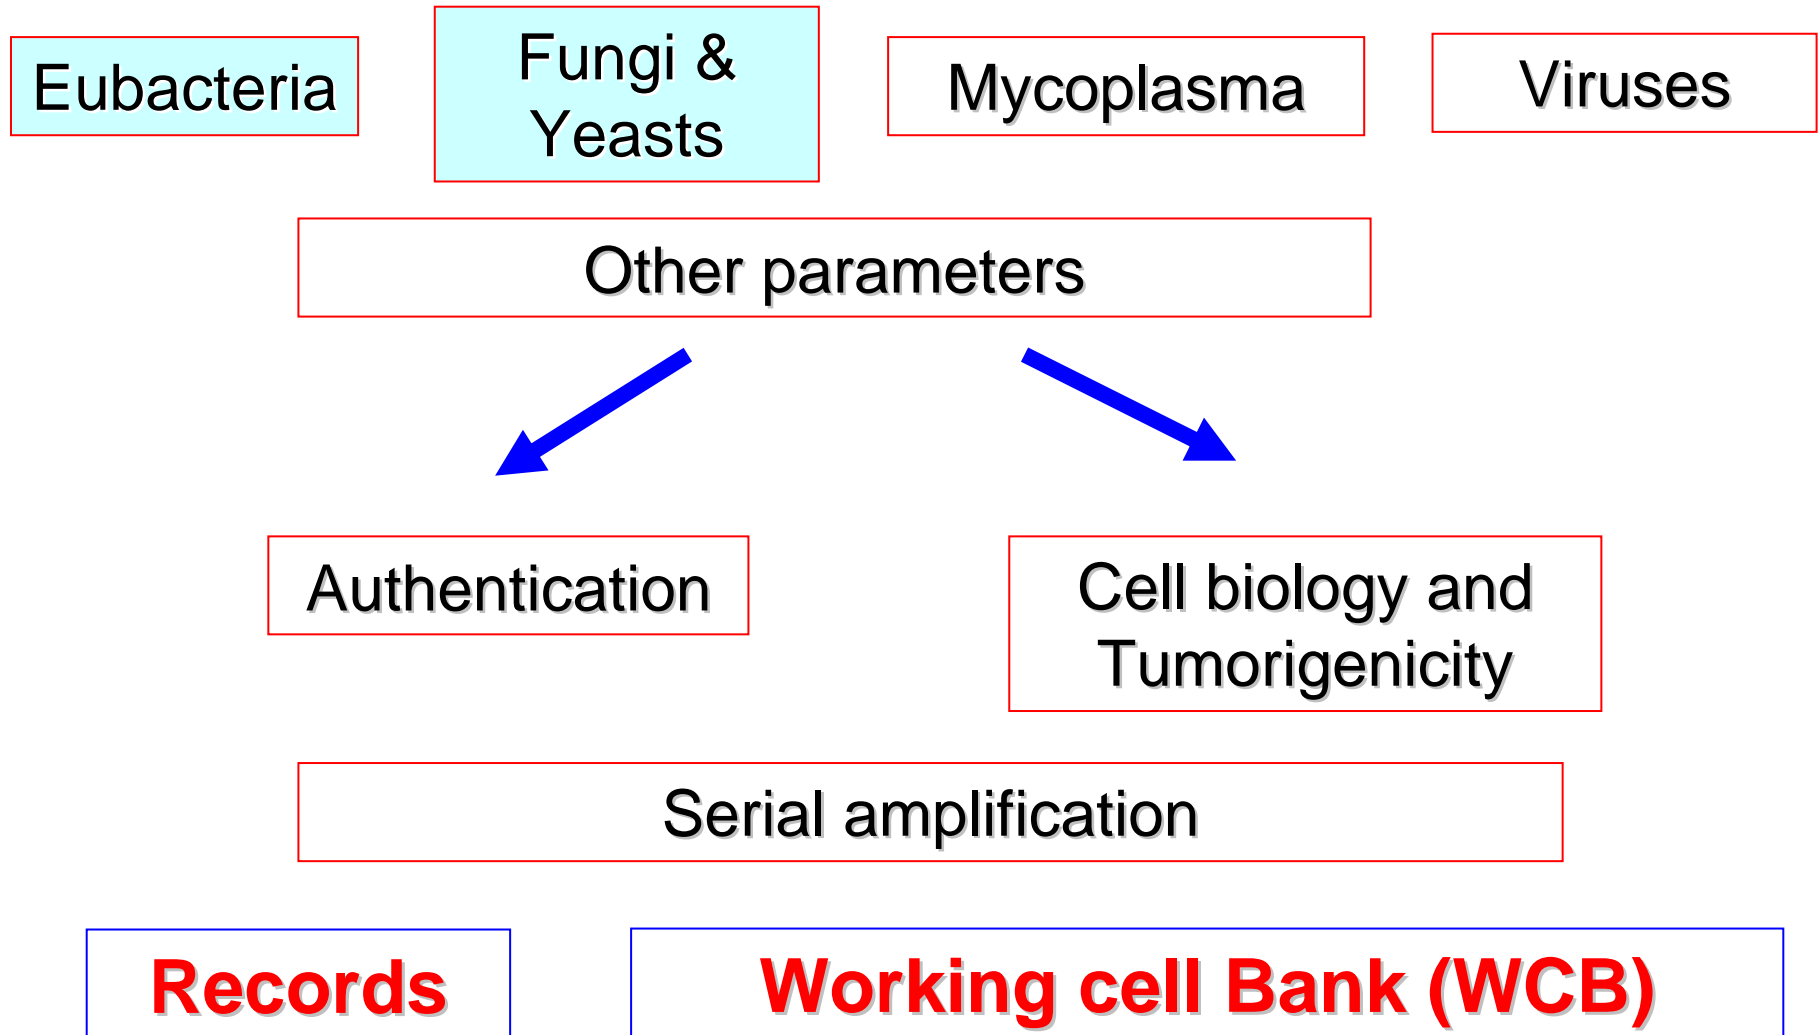 Eubacteria
Fungi &
Yeasts
Mycoplasma
Viruses
Other parameters
Authentication
Cell biology and
Tumorigenicity
Serial amplification
Records
Working cell Bank (WCB)